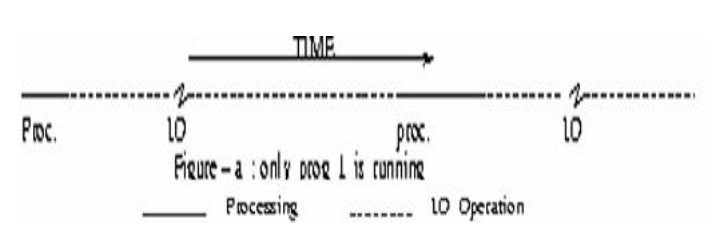 TIME
Proc. IO proc. IO
Figure – a : only prog 1 is running
Processing IO Operation